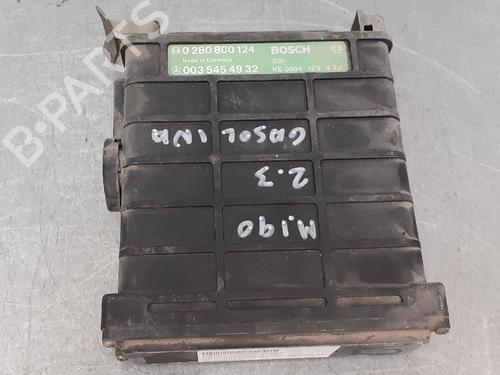 B-PARTS
0 280 800 124 BOSCH
Made in Germany
003 545 49 32 KE 0004 12V 4 Zyl
GASOLINA
2.3
M.190